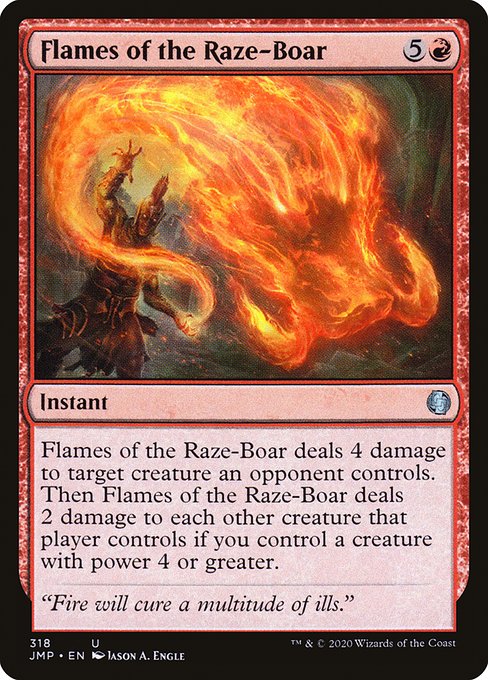 Flames of the Raze-Boar 5
Instant
Flames of the Raze-Boar deals 4 damage
to target creature an opponent controls.
Then Flames of the Raze-Boar deals
2 damage to each other creature that
player controls if you control a creature
with power 4 or greater.
“Fire will cure a multitude of ills.”
318 U
JMP • EN Jason A. Engle
™ & © 2020 Wizards of the Coast